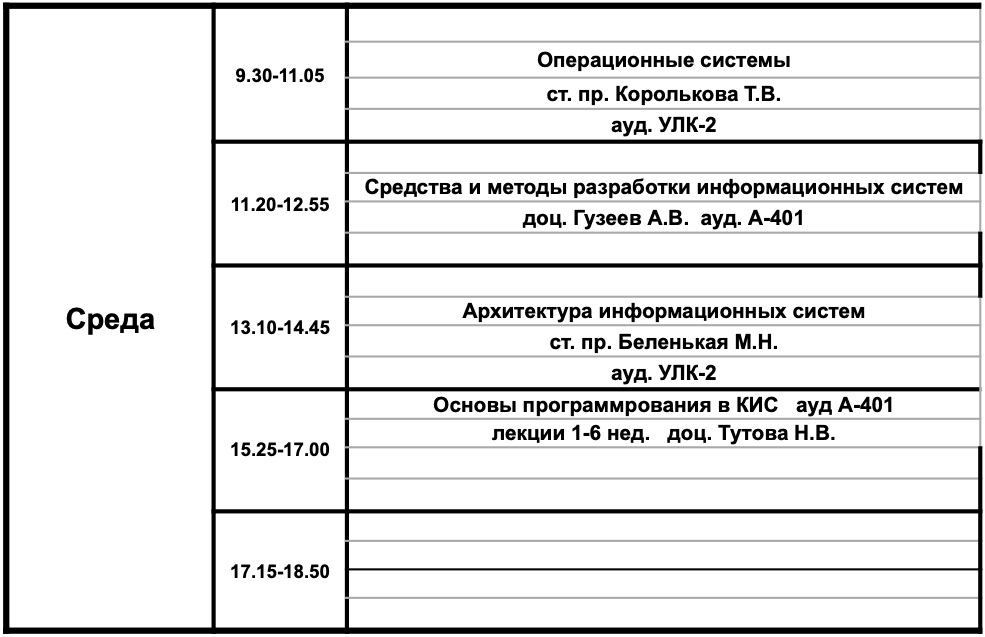 Среда
9.30-11.05
Операционные системы
ст. пр. Королькова Т.В.
ауд. УЛК-2
11.20-12.55
Средства и методы разработки информационных систем
доц. Гузеев А.В. ауд. А-401
13.10-14.45
Архитектура информационных систем
ст. пр. Беленькая М.Н.
ауд. УЛК-2
15.25-17.00
Основы программрования в КИС ауд А-401
лекции 1-6 нед. доц. Тутова Н.В.
17.15-18.50